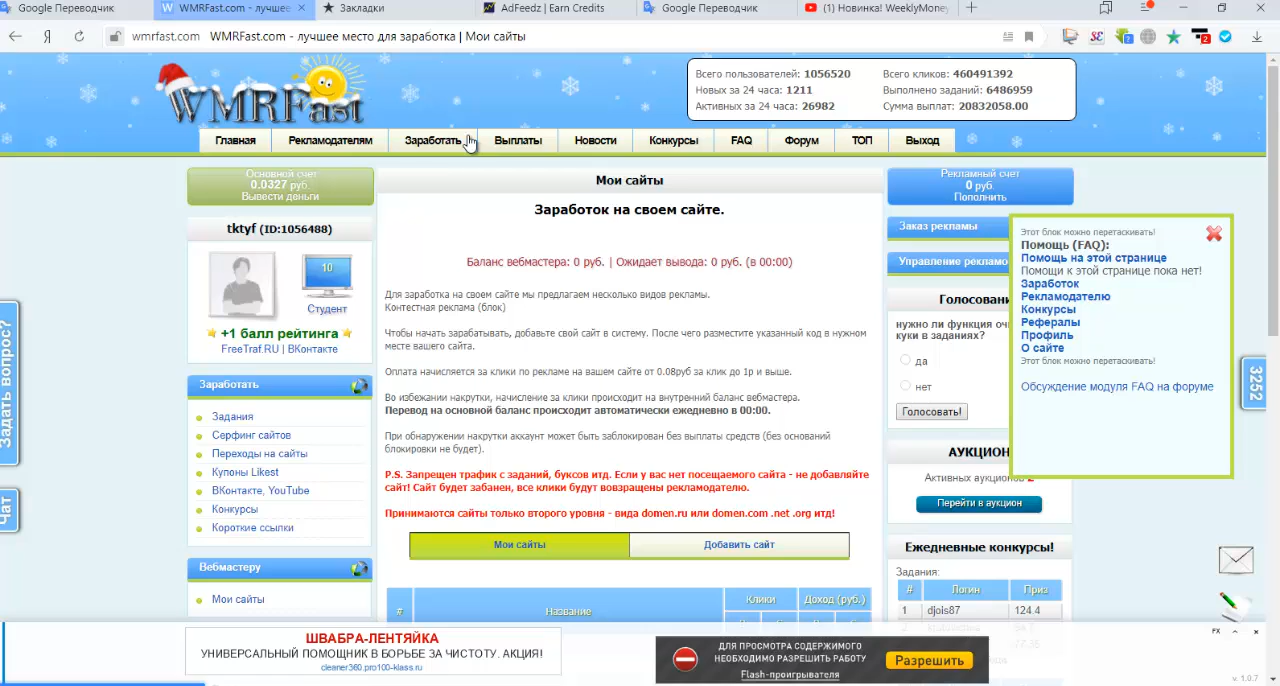 Google Переводчик
WMRFast.com - лучшее
Закладки
AdFeedz | Earn Credits
Google Переводчик
(1) Новинка! WeeklyMoney
wmrfast.com
WMRFast.com - лучшее место для заработка | Мои сайты
WMRFast
Всего пользователей: 1056520
Новых за 24 часа: 1211
Активных за 24 часа: 26982
Всего кликов: 460491392
Выполнено заданий: 6486959
Сумма выплат: 20832058.00
Главная
Рекламодателям
Заработать
Выплаты
Новости
Конкурсы
FAQ
Форум
ТОП
Выход
Основной счет
0.0327 руб.
Вывести деньги
tktyf (ID:1056488)
10
Студент
+1 балл рейтинга
FreeTraf.RU | ВКонтакте
Заработать
Задания
Серфинг сайтов
Переходы на сайты
Купоны Likest
ВКонтакте, YouTube
Конкурсы
Короткие ссылки
Вебмастеру
Мои сайты
Задать вопрос?
Чат
Мои сайты
Заработок на своем сайте.
Баланс вебмастера: 0 руб. | Ожидает вывода: 0 руб. (в 00:00)
Для заработка на своем сайте мы предлагаем несколько видов рекламы.
Контестная реклама (блок)
Чтобы начать зарабатывать, добавьте свой сайт в систему. После чего разместите указанный код в нужном
месте вашего сайта.
Оплата начисляется за клики по рекламе на вашем сайте от 0.08руб за клик до 1р и выше.
Во избежании накрутки, начисление за клики происходит на внутренний баланс вебмастера.
Перевод на основной баланс происходит автоматически ежедневно в 00:00.
При обнаружении накрутки аккаунт может быть заблокирован без выплаты средств (без оснований
блокировки не будет).
P.S. Запрещен трафик с заданий, буксов итд. Если у вас нет посещаемого сайта - не добавляйте
сайт! Сайт будет забанен, все клики будут вовзращены рекламодателю.
Принимаются сайты только второго уровня - вида domen.ru или domen.com .net .org итд!
Мои сайты
Добавить сайт
#
Название
Клики
Доход (руб.)
Рекламный счет
0 руб.
Пополнить
Заказ рекламы
Управление рекламо
Голосовани
нужно ли функция оч
куки в заданиях?
да
нет
Голосовать!
АУКЦИОН
Активных аукционов 2
Перейти в аукцион
Ежедневные конкурсы!
Задания:
# Логин Приз
1 djois87 124.4
Этот блок можно перетаскивать!
Помощь (FAQ):
Помощь на этой странице
Помощи к этой странице пока нет!
Заработок
Рекламодателю
Конкурсы
Рефералы
Профиль
О сайте
Этот блок можно перетаскивать!
Обсуждение модуля FAQ на форуме
3252
ШВАБРА-ЛЕНТЯЙКА
УНИВЕРСАЛЬНЫЙ ПОМОЩНИК В БОРЬБЕ ЗА ЧИСТОТУ. АКЦИЯ!
cleaner360.pro100-klass.ru
ДЛЯ ПРОСМОТРА СОДЕРЖИМОГО
НЕОБХОДИМО РАЗРЕШИТЬ РАБОТУ
Flash-проигрывателя
Разрешить
FX
v. 1.0.7